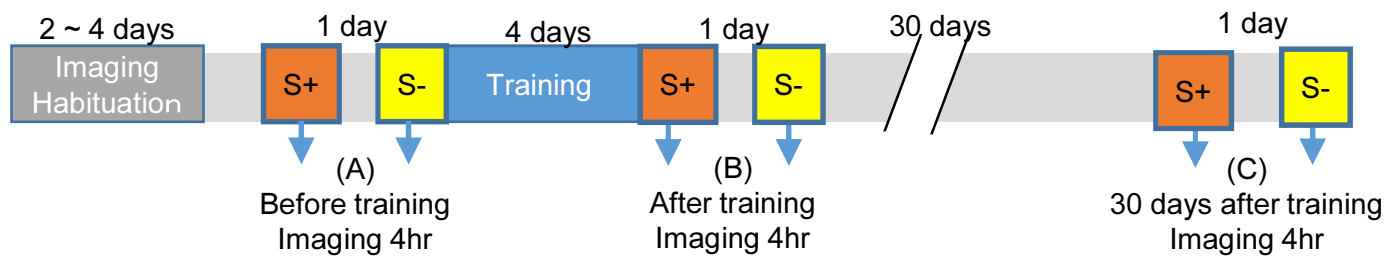 2 ~ 4 days
1 day
4 days
1 day
30 days
1 day
Imaging
Habituation
S+
S-
Training
S+
S-
S+
S-
(A)
Before training
Imaging 4hr
(B)
After training
Imaging 4hr
(C)
30 days after training
Imaging 4hr